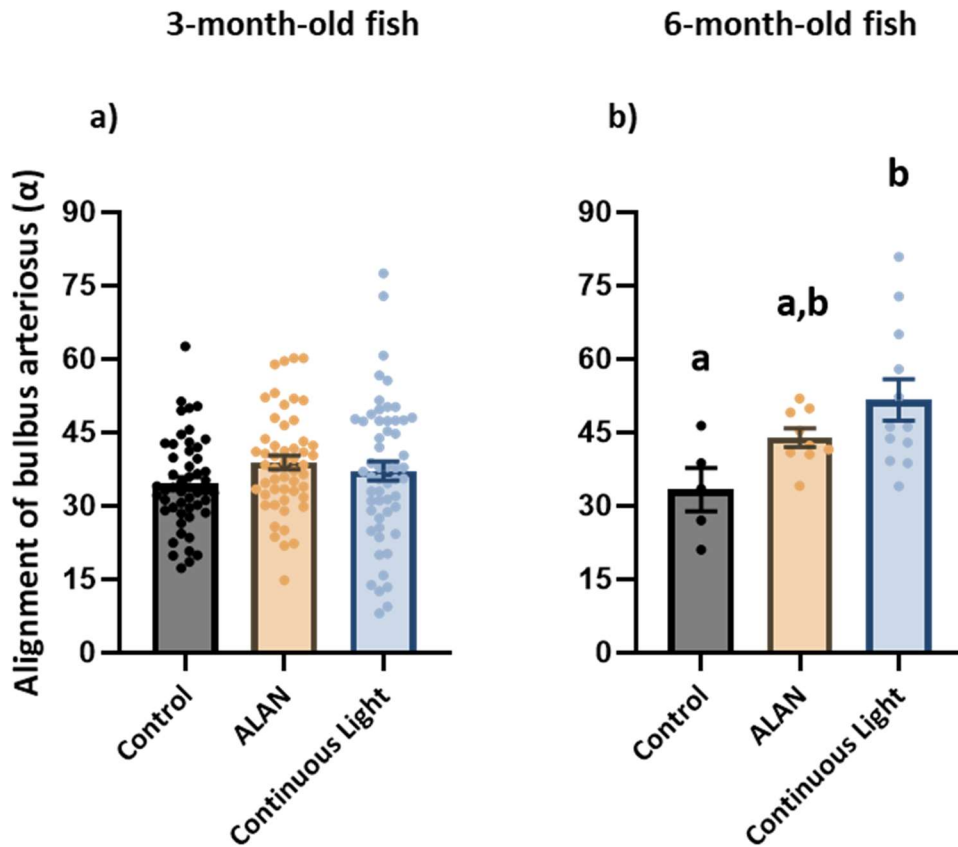 3-month-old fish
6-month-old fish
a)
b)
Alignment of bulbus arteriosus (α)
90
75
60
45
30
15
0
Control
ALAN
Continuous Light
90
75
60
45
30
15
0
a
a,b
b
Control
ALAN
Continuous Light